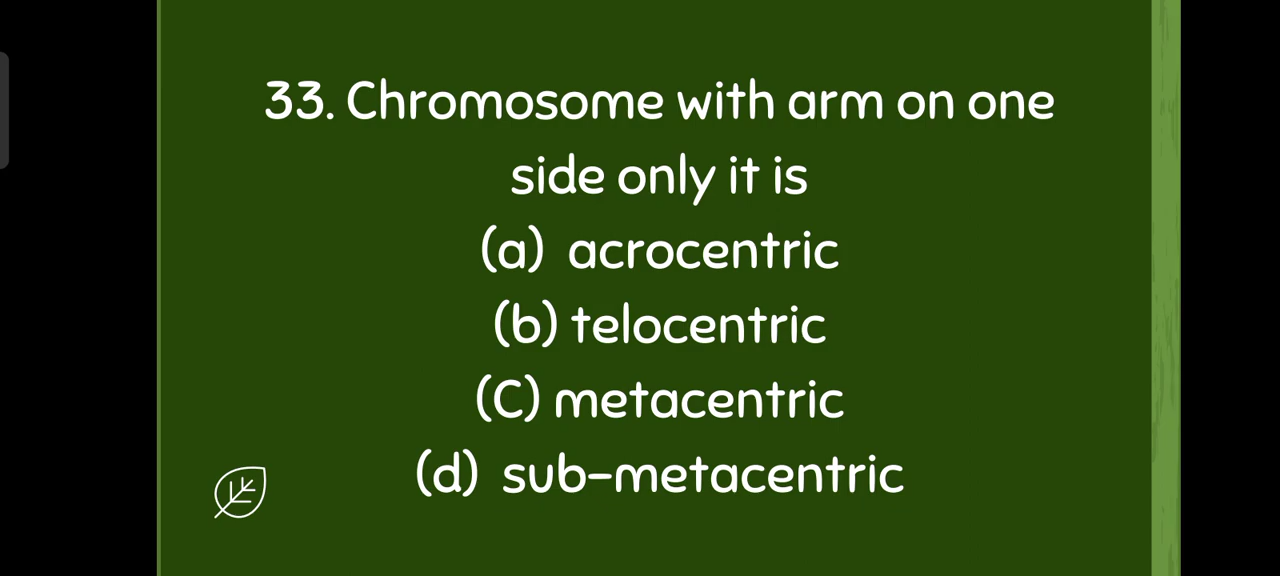 33. Chromosome with arm on one
side only it is
(a) acrocentric
(b) telocentric
(C) metacentric
(d) sub-metacentric